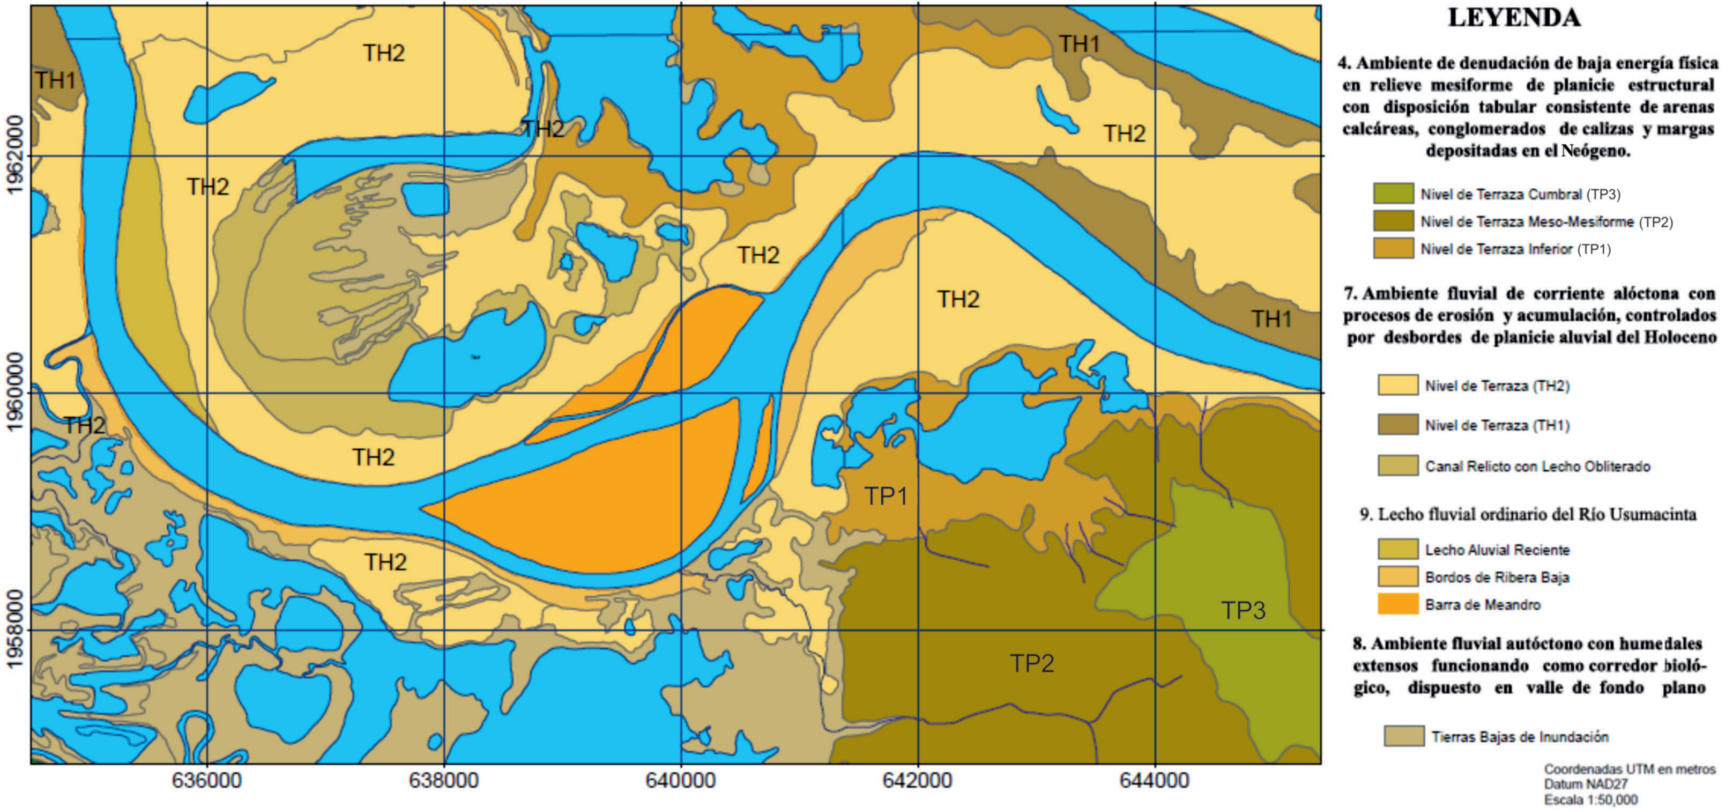 TH2
TH1
TH2
TH2
TH1
TH2
TH2
TH2
TH1
TH2
TH2
TP1
TH2
TP3
TP2
1962000
1960000
1958000
636000
638000
640000
642000
644000
LEYENDA
4. Ambiente de denudación de baja energía física
en relieve mesiforme de planicie estructural
con disposición tabular consistente de arenas
calcáreas, conglomerados de calizas y margas
depositadas en el Neógeno.
Nivel de Terraza Cumbral (TP3)
Nivel de Terraza Meso-Mesiforme (TP2)
Nivel de Terraza Inferior (TP1)
7. Ambiente fluvial de corriente alóctona con
procesos de erosión y acumulación, controlados
por desbordes de planicie aluvial del Holoceno
Nivel de Terraza (TH2)
Nivel de Terraza (TH1)
Canal Relicto con Lecho Obliterado
9. Lecho fluvial ordinario del Río Usumacinta
Lecho Aluvial Reciente
Bordos de Ribera Baja
Barra de Meandro
8. Ambiente fluvial autóctono con humedales
extensos funcionando como corredor bioló-
gico, dispuesto en valle de fondo plano
Tierras Bajas de Inundación
Coordenadas UTM en metros
Datum NAD27
Escala 1:50,000